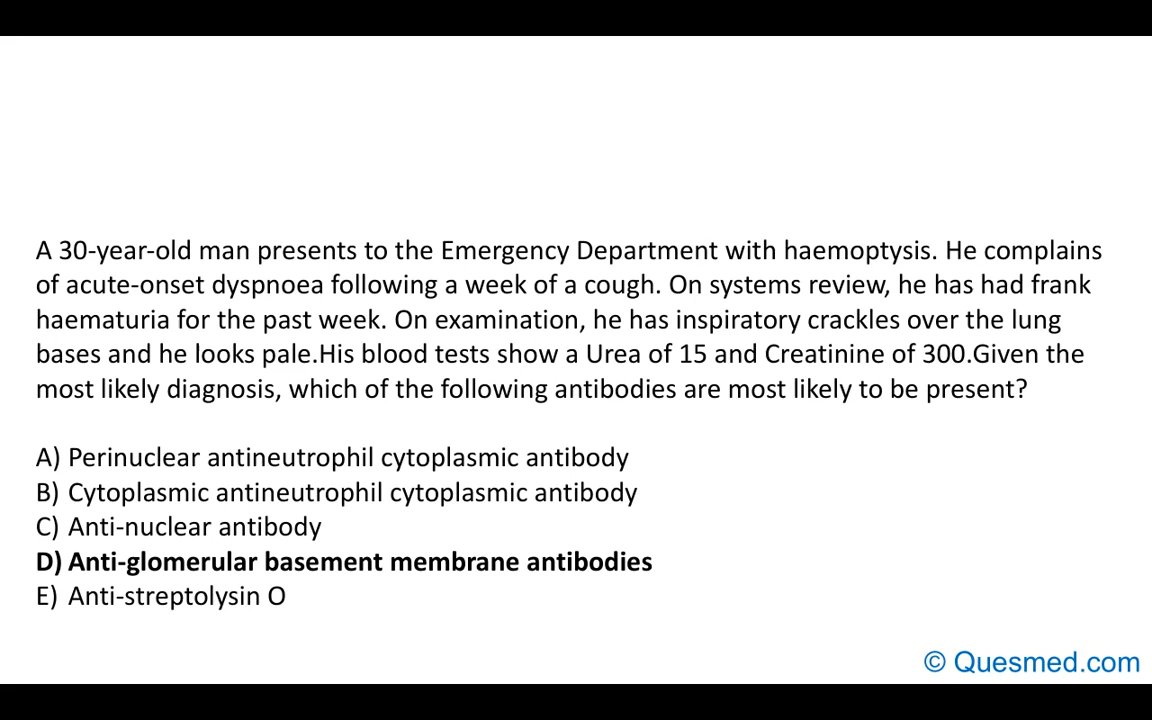 A 30-year-old man presents to the Emergency Department with haemoptysis. He complains
of acute-onset dyspnoea following a week of a cough. On systems review, he has had frank
haematuria for the past week. On examination, he has inspiratory crackles over the lung
bases and he looks pale.His blood tests show a Urea of 15 and Creatinine of 300.Given the
most likely diagnosis, which of the following antibodies are most likely to be present?
A) Perinuclear antineutrophil cytoplasmic antibody
B) Cytoplasmic antineutrophil cytoplasmic antibody
C) Anti-nuclear antibody
D) Anti-glomerular basement membrane antibodies
E) Anti-streptolysin O
© Quesmed.com